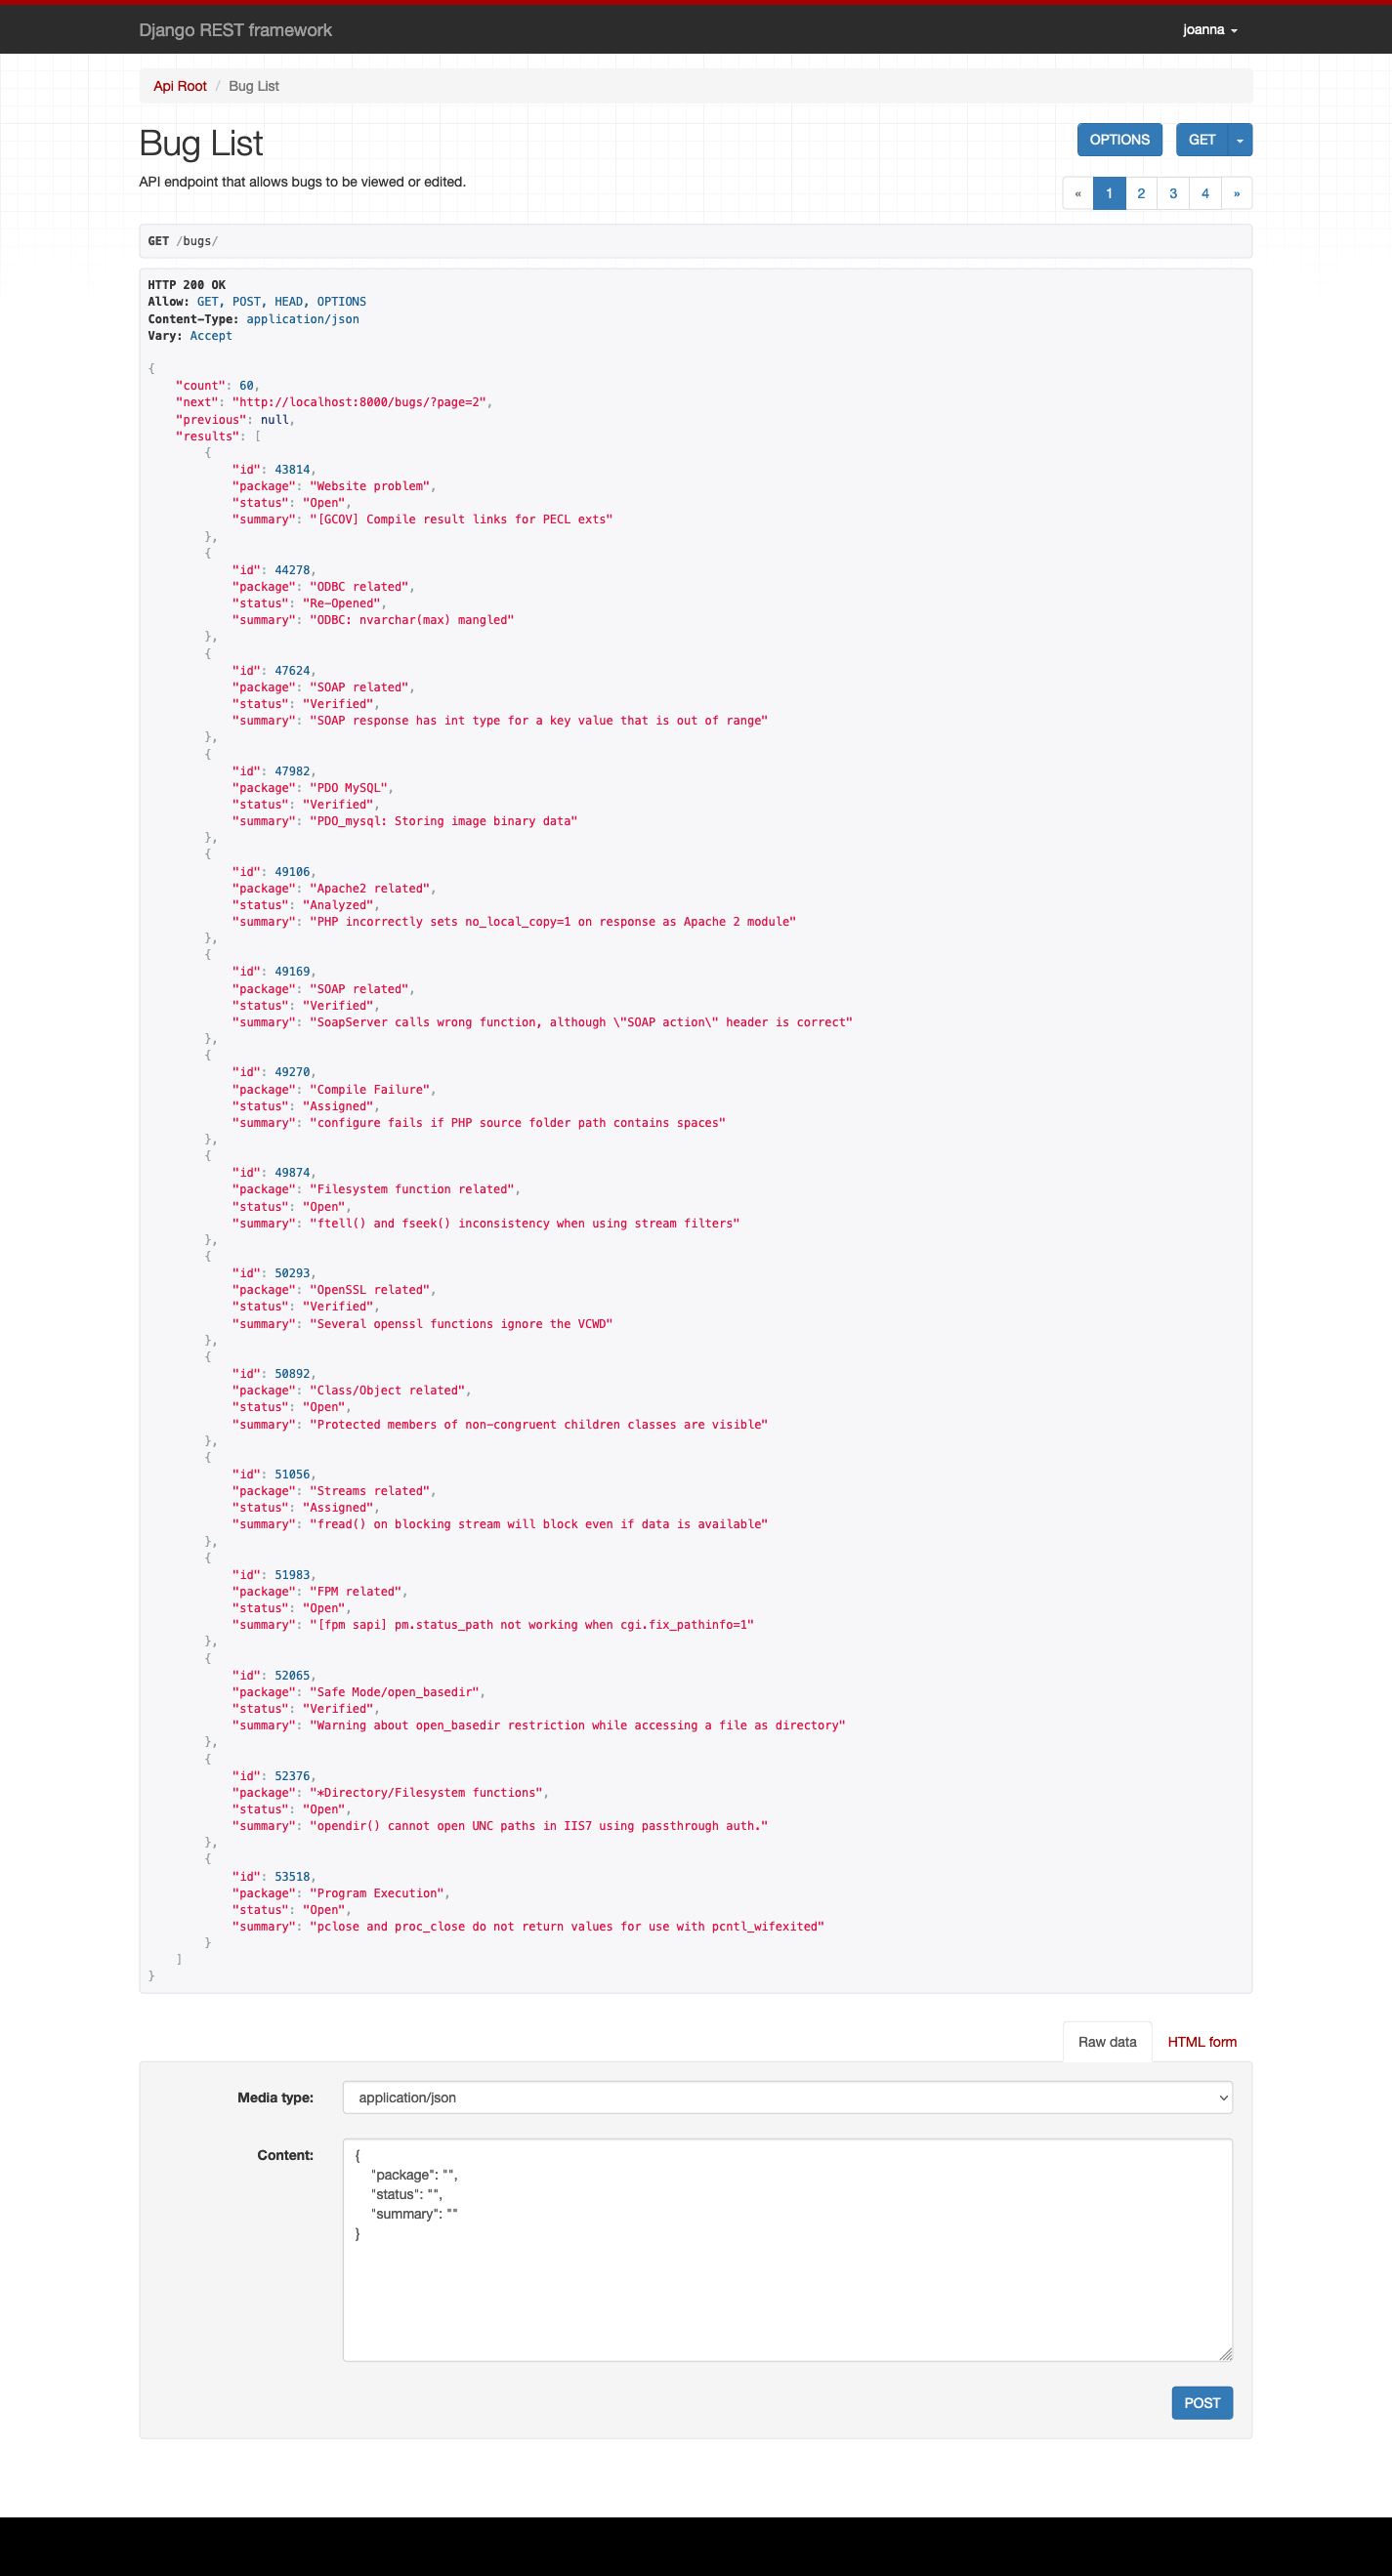 Django REST framework
joanna
Api Root / Bug List
Bug List
OPTIONS
GET
API endpoint that allows bugs to be viewed or edited.
« 1 2 3 4 »
GET /bugs/
HTTP 200 OK
Allow: GET, POST, HEAD, OPTIONS
Content-Type: application/json
Vary: Accept
{
    "count": 60,
    "next": "http://localhost:8000/bugs/?page=2",
    "previous": null,
    "results": [
        {
            "id": 43814,
            "package": "Website problem",
            "status": "Open",
            "summary": "[GCOV] Compile result links for PECL exts"
        },
        {
            "id": 44278,
            "package": "ODBC related",
            "status": "Re-Opened",
            "summary": "ODBC: nvarchar(max) mangled"
        },
        {
            "id": 47624,
            "package": "SOAP related",
            "status": "Verified",
            "summary": "SOAP response has int type for a key value that is out of range"
        },
        {
            "id": 47982,
            "package": "PDO MySQL",
            "status": "Verified",
            "summary": "PDO_mysql: Storing image binary data"
        },
        {
            "id": 49106,
            "package": "Apache2 related",
            "status": "Analyzed",
            "summary": "PHP incorrectly sets no_local_copy=1 on response as Apache 2 module"
        },
        {
            "id": 49169,
            "package": "SOAP related",
            "status": "Verified",
            "summary": "SoapServer calls wrong function, although \"SOAP action\" header is correct"
        },
        {
            "id": 49270,
            "package": "Compile Failure",
            "status": "Assigned",
            "summary": "configure fails if PHP source folder path contains spaces"
        },
        {
            "id": 49874,
            "package": "Filesystem function related",
            "status": "Open",
            "summary": "ftell() and fseek() inconsistency when using stream filters"
        },
        {
            "id": 50293,
            "package": "OpenSSL related",
            "status": "Verified",
            "summary": "Several openssl functions ignore the VCWD"
        },
        {
            "id": 50892,
            "package": "Class/Object related",
            "status": "Open",
            "summary": "Protected members of non-congruent children classes are visible"
        },
        {
            "id": 51056,
            "package": "Streams related",
            "status": "Assigned",
            "summary": "fread() on blocking stream will block even if data is available"
        },
        {
            "id": 51983,
            "package": "FPM related",
            "status": "Open",
            "summary": "[fpm sapi] pm.status_path not working when cgi.fix_pathinfo=1"
        },
        {
            "id": 52065,
            "package": "Safe Mode/open_basedir",
            "status": "Verified",
            "summary": "Warning about open_basedir restriction while accessing a file as directory"
        },
        {
            "id": 52376,
            "package": "*Directory/Filesystem functions",
            "status": "Open",
            "summary": "opendir() cannot open UNC paths in IIS7 using passthrough auth."
        },
        {
            "id": 53518,
            "package": "Program Execution",
            "status": "Open",
            "summary": "pclose and proc_close do not return values for use with pcntl_wifexited"
        }
    ]
}
Raw data
HTML form
Media type:
application/json
Content:
{
    "package": "",
    "status": "",
    "summary": ""
}
POST